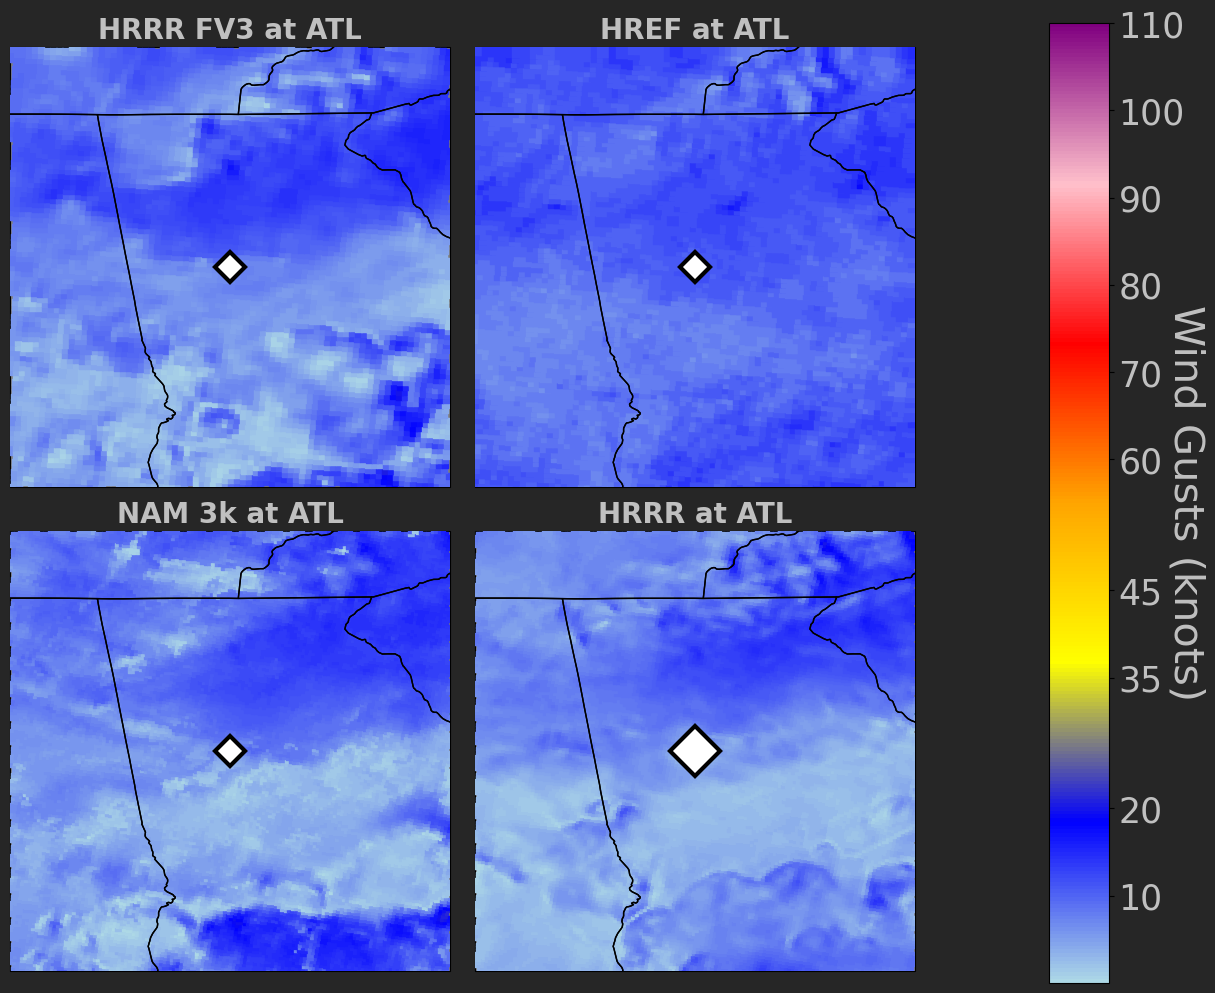 HRRR FV3 at ATL
HREF at ATL
NAM 3k at ATL
HRRR at ATL
110
100
90
80
70
60
45
35
20
10
Wind Gusts (knots)